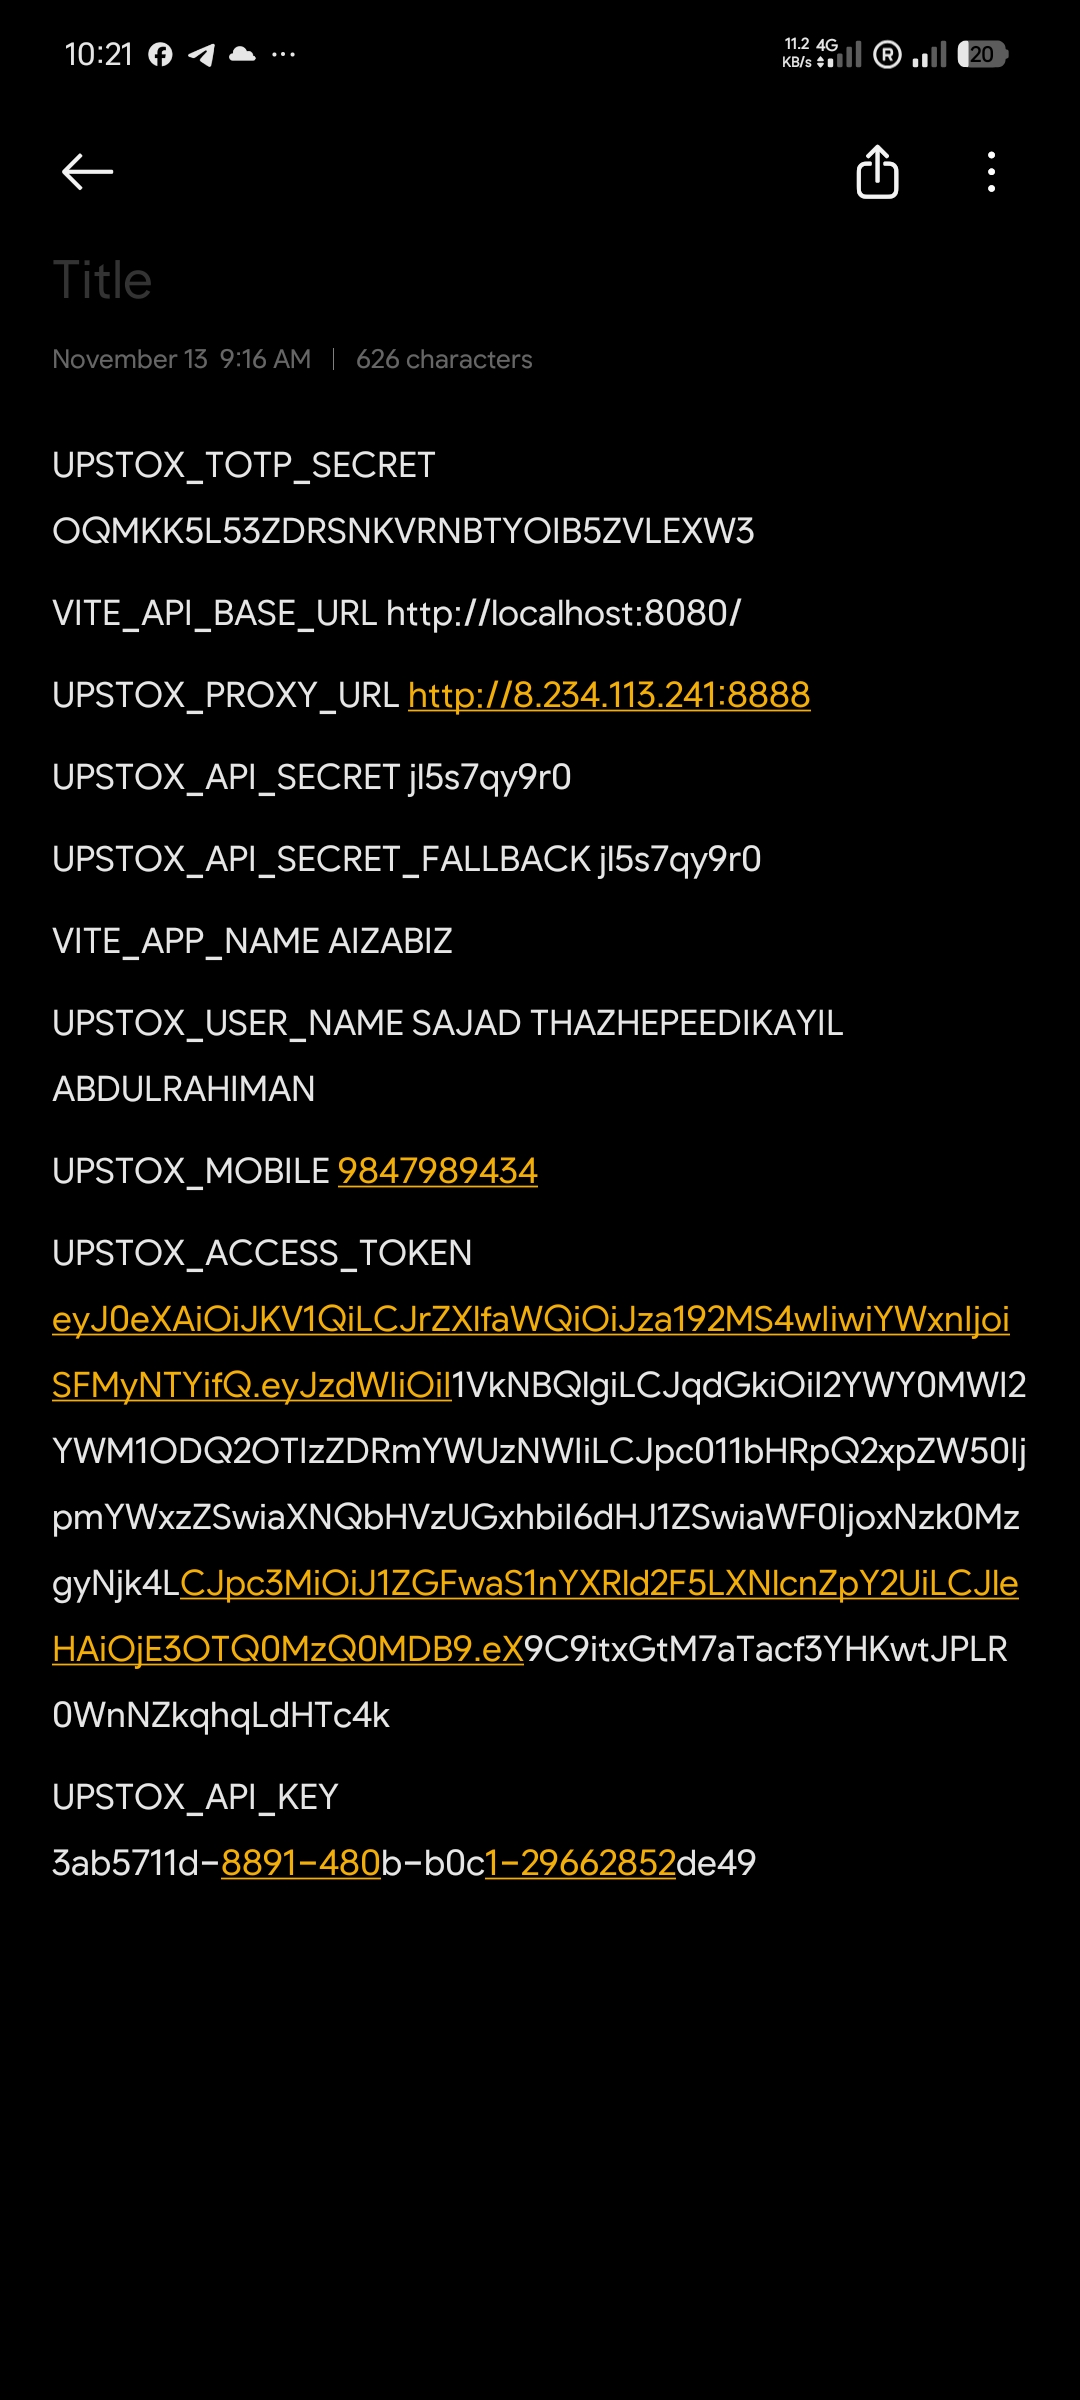 10:21
11.2 KB/s 4G R 20
Title
November 13 9:16 AM | 626 characters
UPSTOX_TOTP_SECRET
OQMKK5L53ZDRSNKVRNBTYOIB5ZVLEXW3
VITE_API_BASE_URL http://localhost:8080/
UPSTOX_PROXY_URL http://8.234.113.241:8888
UPSTOX_API_SECRET jl5s7qy9r0
UPSTOX_API_SECRET_FALLBACK jl5s7qy9r0
VITE_APP_NAME AIZABIZ
UPSTOX_USER_NAME SAJAD THAZHEPEEDIKAYIL
ABDULRAHIMAN
UPSTOX_MOBILE 9847989434
UPSTOX_ACCESS_TOKEN
eyJ0eXAiOiJKV1QiLCJrZXlfaWQiOiJza192MS4wIiwiYWxnIjoi
SFMyNTYifQ.eyJzdWIiOiI1VkNBQlgiLCJqdGkiOiI2YWY0MWI2
YWM1ODQ2OTIzZDRmYWUzNWIiLCJpc011bHRpQ2xpZW50Ij
pmYWxzZSwiaXNQbHVzUGxhbiI6dHJ1ZSwiaWF0IjoxNzk0Mz
gyNjk4LCJpc3MiOiJ1ZGFwaS1nYXRld2F5LXNlcnZpY2UiLCJle
HAiOjE3OTQ0MzQ0MDB9.eX9C9itxGtM7aTacf3YHKwtJPLR
0WnNZkqhqLdHTc4k
UPSTOX_API_KEY
3ab5711d-8891-480b-b0c1-29662852de49